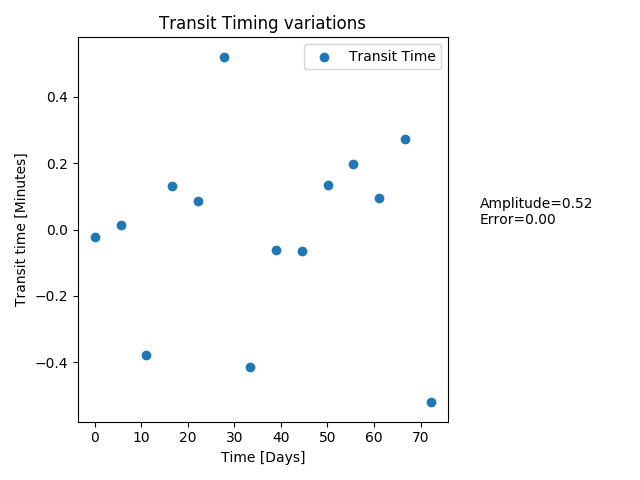 Transit Timing variations
Transit Time
0.4
0.2
0.0
−0.2
−0.4
Transit time [Minutes]
0 10 20 30 40 50 60 70
Time [Days]
Amplitude=0.52
Error=0.00